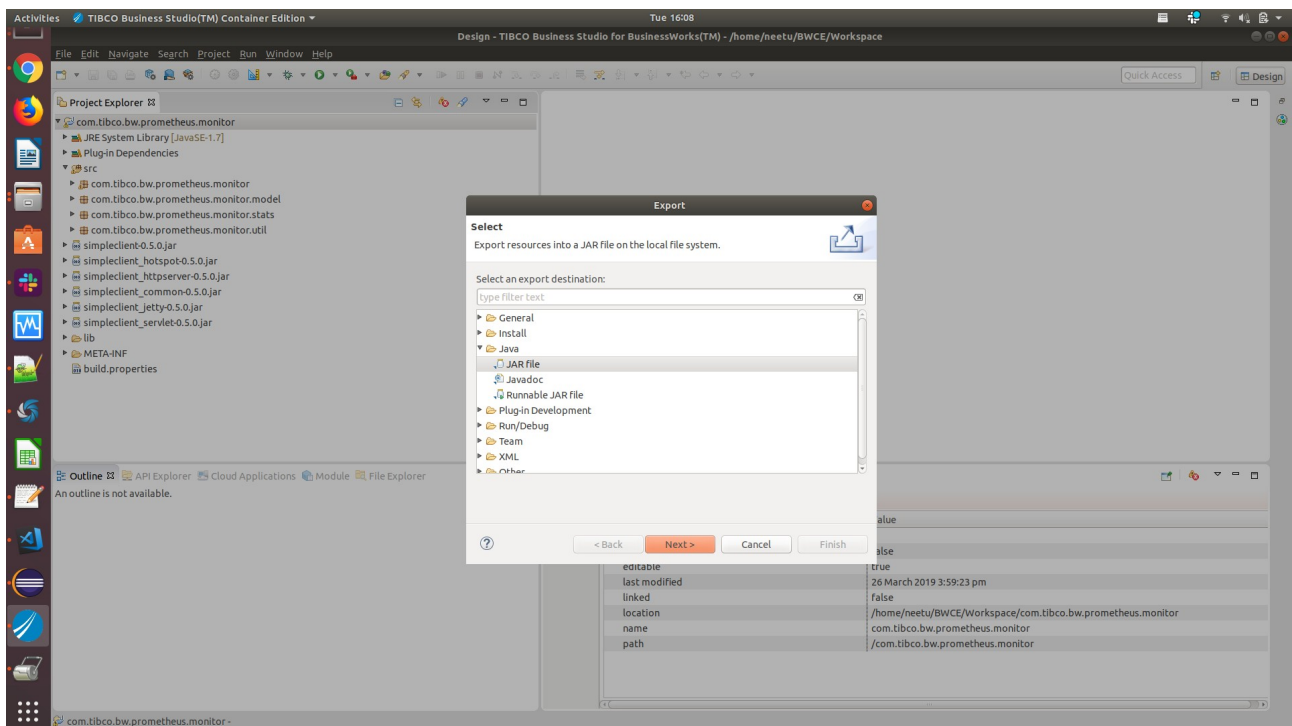 Activities TIBCO Business Studio(TM) Container Edition Tue 16:08
Design - TIBCO Business Studio for BusinessWorks(TM) - /home/neetu/BWCE/Workspace
File Edit Navigate Search Project Run Window Help
Quick Access Design
Project Explorer
com.tibco.bw.prometheus.monitor
JRE System Library [JavaSE-1.7]
Plug-in Dependencies
src
com.tibco.bw.prometheus.monitor
com.tibco.bw.prometheus.monitor.model
com.tibco.bw.prometheus.monitor.stats
com.tibco.bw.prometheus.monitor.util
simpleclient-0.5.0.jar
simpleclient_hotspot-0.5.0.jar
simpleclient_httpserver-0.5.0.jar
simpleclient_common-0.5.0.jar
simpleclient_jetty-0.5.0.jar
simpleclient_servlet-0.5.0.jar
lib
META-INF
build.properties
Export
Select
Export resources into a JAR file on the local file system.
Select an export destination:
type filter text
General
Install
Java
JAR file
Javadoc
Runnable JAR file
Plug-in Development
Run/Debug
Team
XML
Other
< Back Next > Cancel Finish
Outline API Explorer Cloud Applications Module File Explorer
An outline is not available.
alue
alse
editable true
last modified 26 March 2019 3:59:23 pm
linked false
location /home/neetu/BWCE/Workspace/com.tibco.bw.prometheus.monitor
name com.tibco.bw.prometheus.monitor
path /com.tibco.bw.prometheus.monitor
com.tibco.bw.prometheus.monitor -